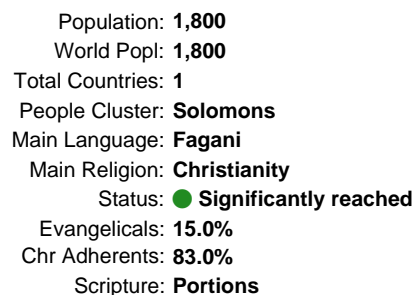 Population: 1,800
World Popl: 1,800
Total Countries: 1
People Cluster: Solomons
Main Language: Fagani
Main Religion: Christianity
Status: Significantly reached
Evangelicals: 15.0%
Chr Adherents: 83.0%
Scripture: Portions